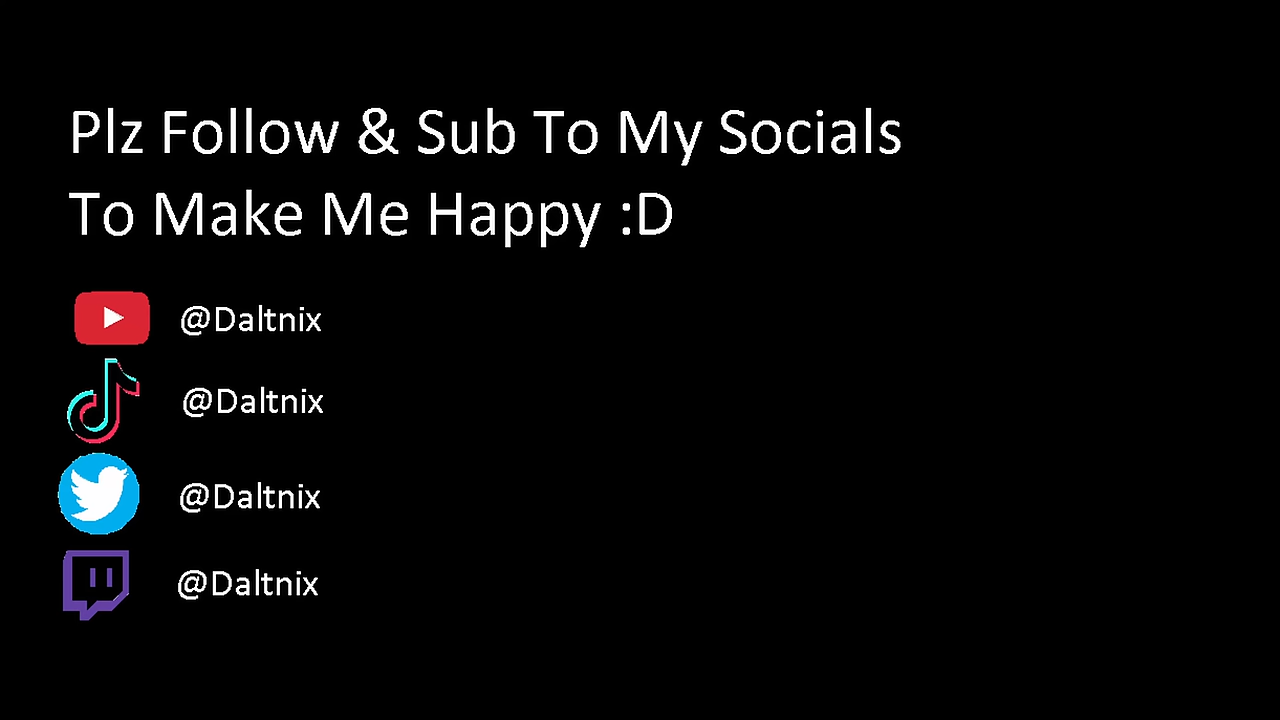 Plz Follow & Sub To My Socials
To Make Me Happy :D
@Daltnix
@Daltnix
@Daltnix
@Daltnix